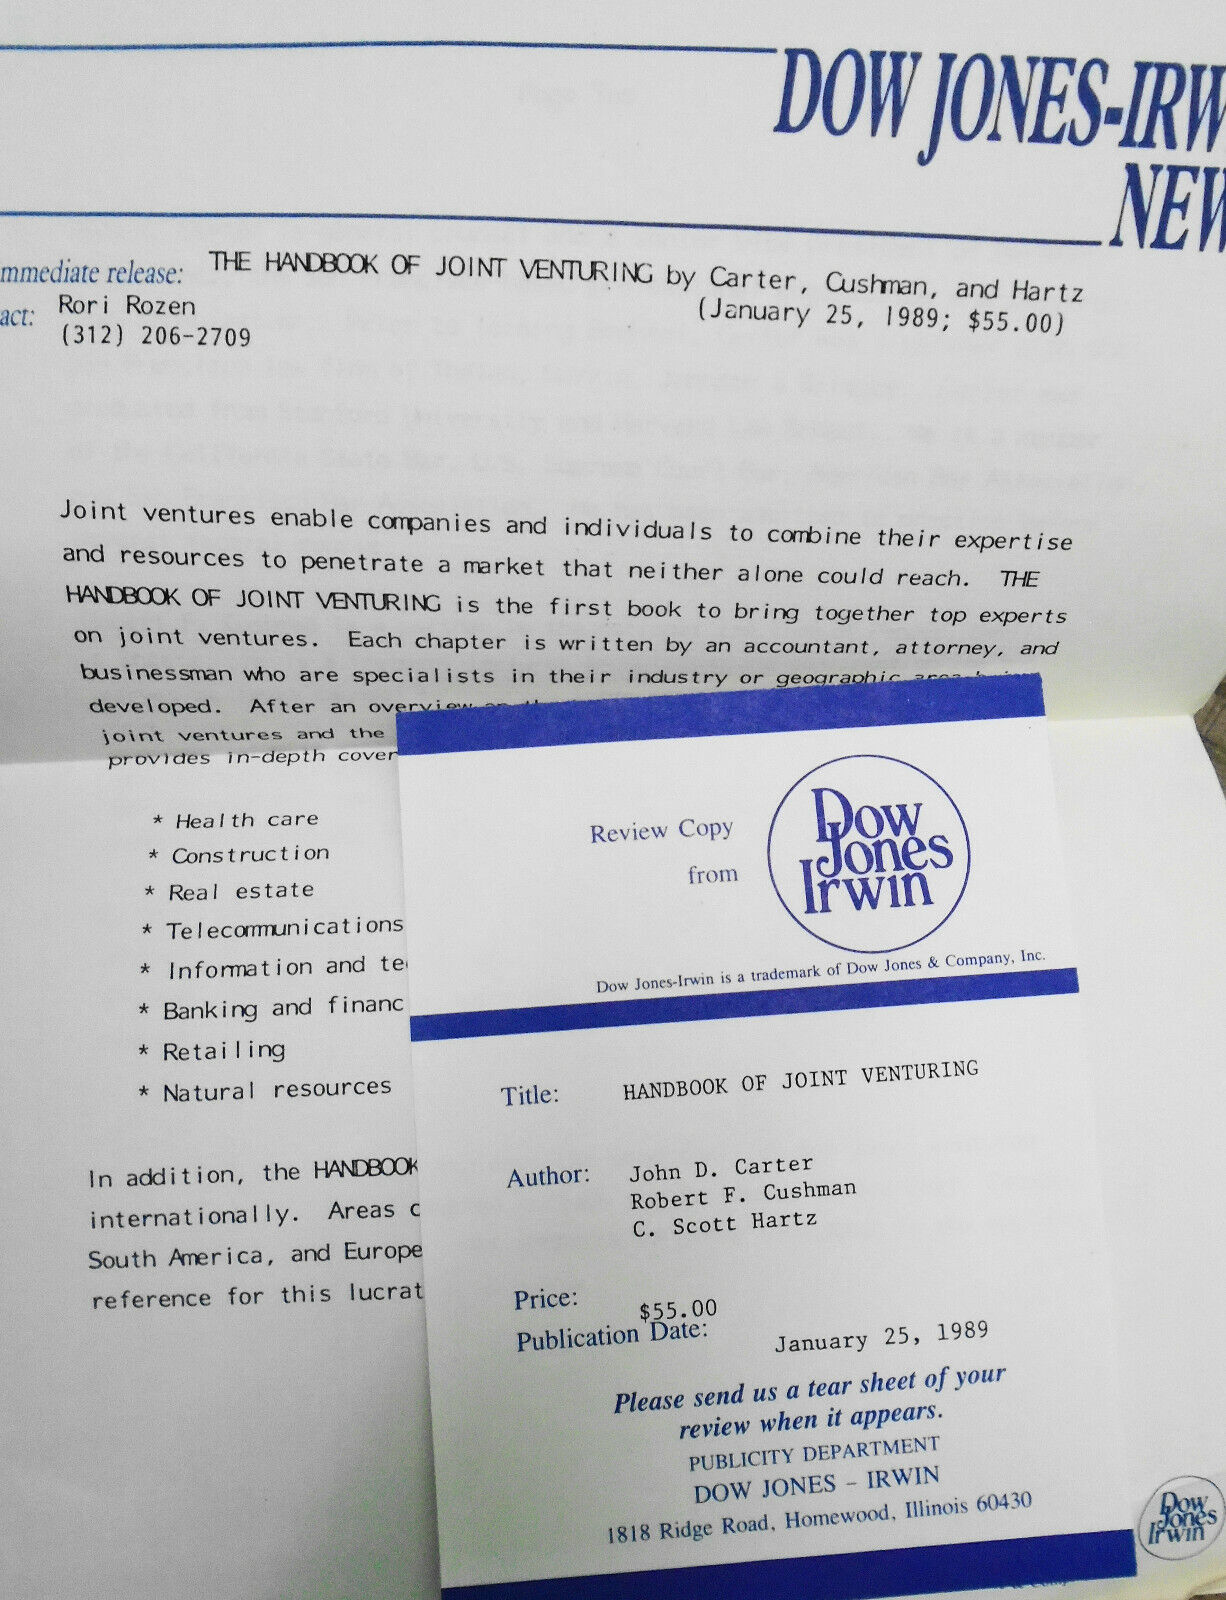 DOW JONES-IRW
NEW
mmediate release:
THE HANDBOOK OF JOINT VENTURING by Carter, Cushman, and Hartz
(January 25, 1989; $55.00)
act: Rori Rozen
(312) 206-2709
Joint ventures enable companies and individuals to combine their expertise
and resources to penetrate a market that neither alone could reach. THE
HANDBOOK OF JOINT VENTURING is the first book to bring together top experts
on joint ventures. Each chapter is written by an accountant, attorney, and
businessman who are specialists in their industry or geographic area
developed. After an overview
joint ventures and the
provides in-depth cover
* Health care
* Construction
* Real estate
* Telecommunications
* Information and te
* Banking and financ
* Retailing
* Natural resources
In addition, the HANDBOOK
internationally. Areas c
South America, and Europe
reference for this lucrat
Review Copy
from
Dow
Jones
Irwin
Dow Jones-Irwin is a trademark of Dow Jones & Company, Inc.
Title: HANDBOOK OF JOINT VENTURING
Author: John D. Carter
Robert F. Cushman
C. Scott Hartz
Price: $55.00
Publication Date: January 25, 1989
Please send us a tear sheet of your
review when it appears.
PUBLICITY DEPARTMENT
DOW JONES – IRWIN
1818 Ridge Road, Homewood, Illinois 60430
Dow
Jones
Irwin